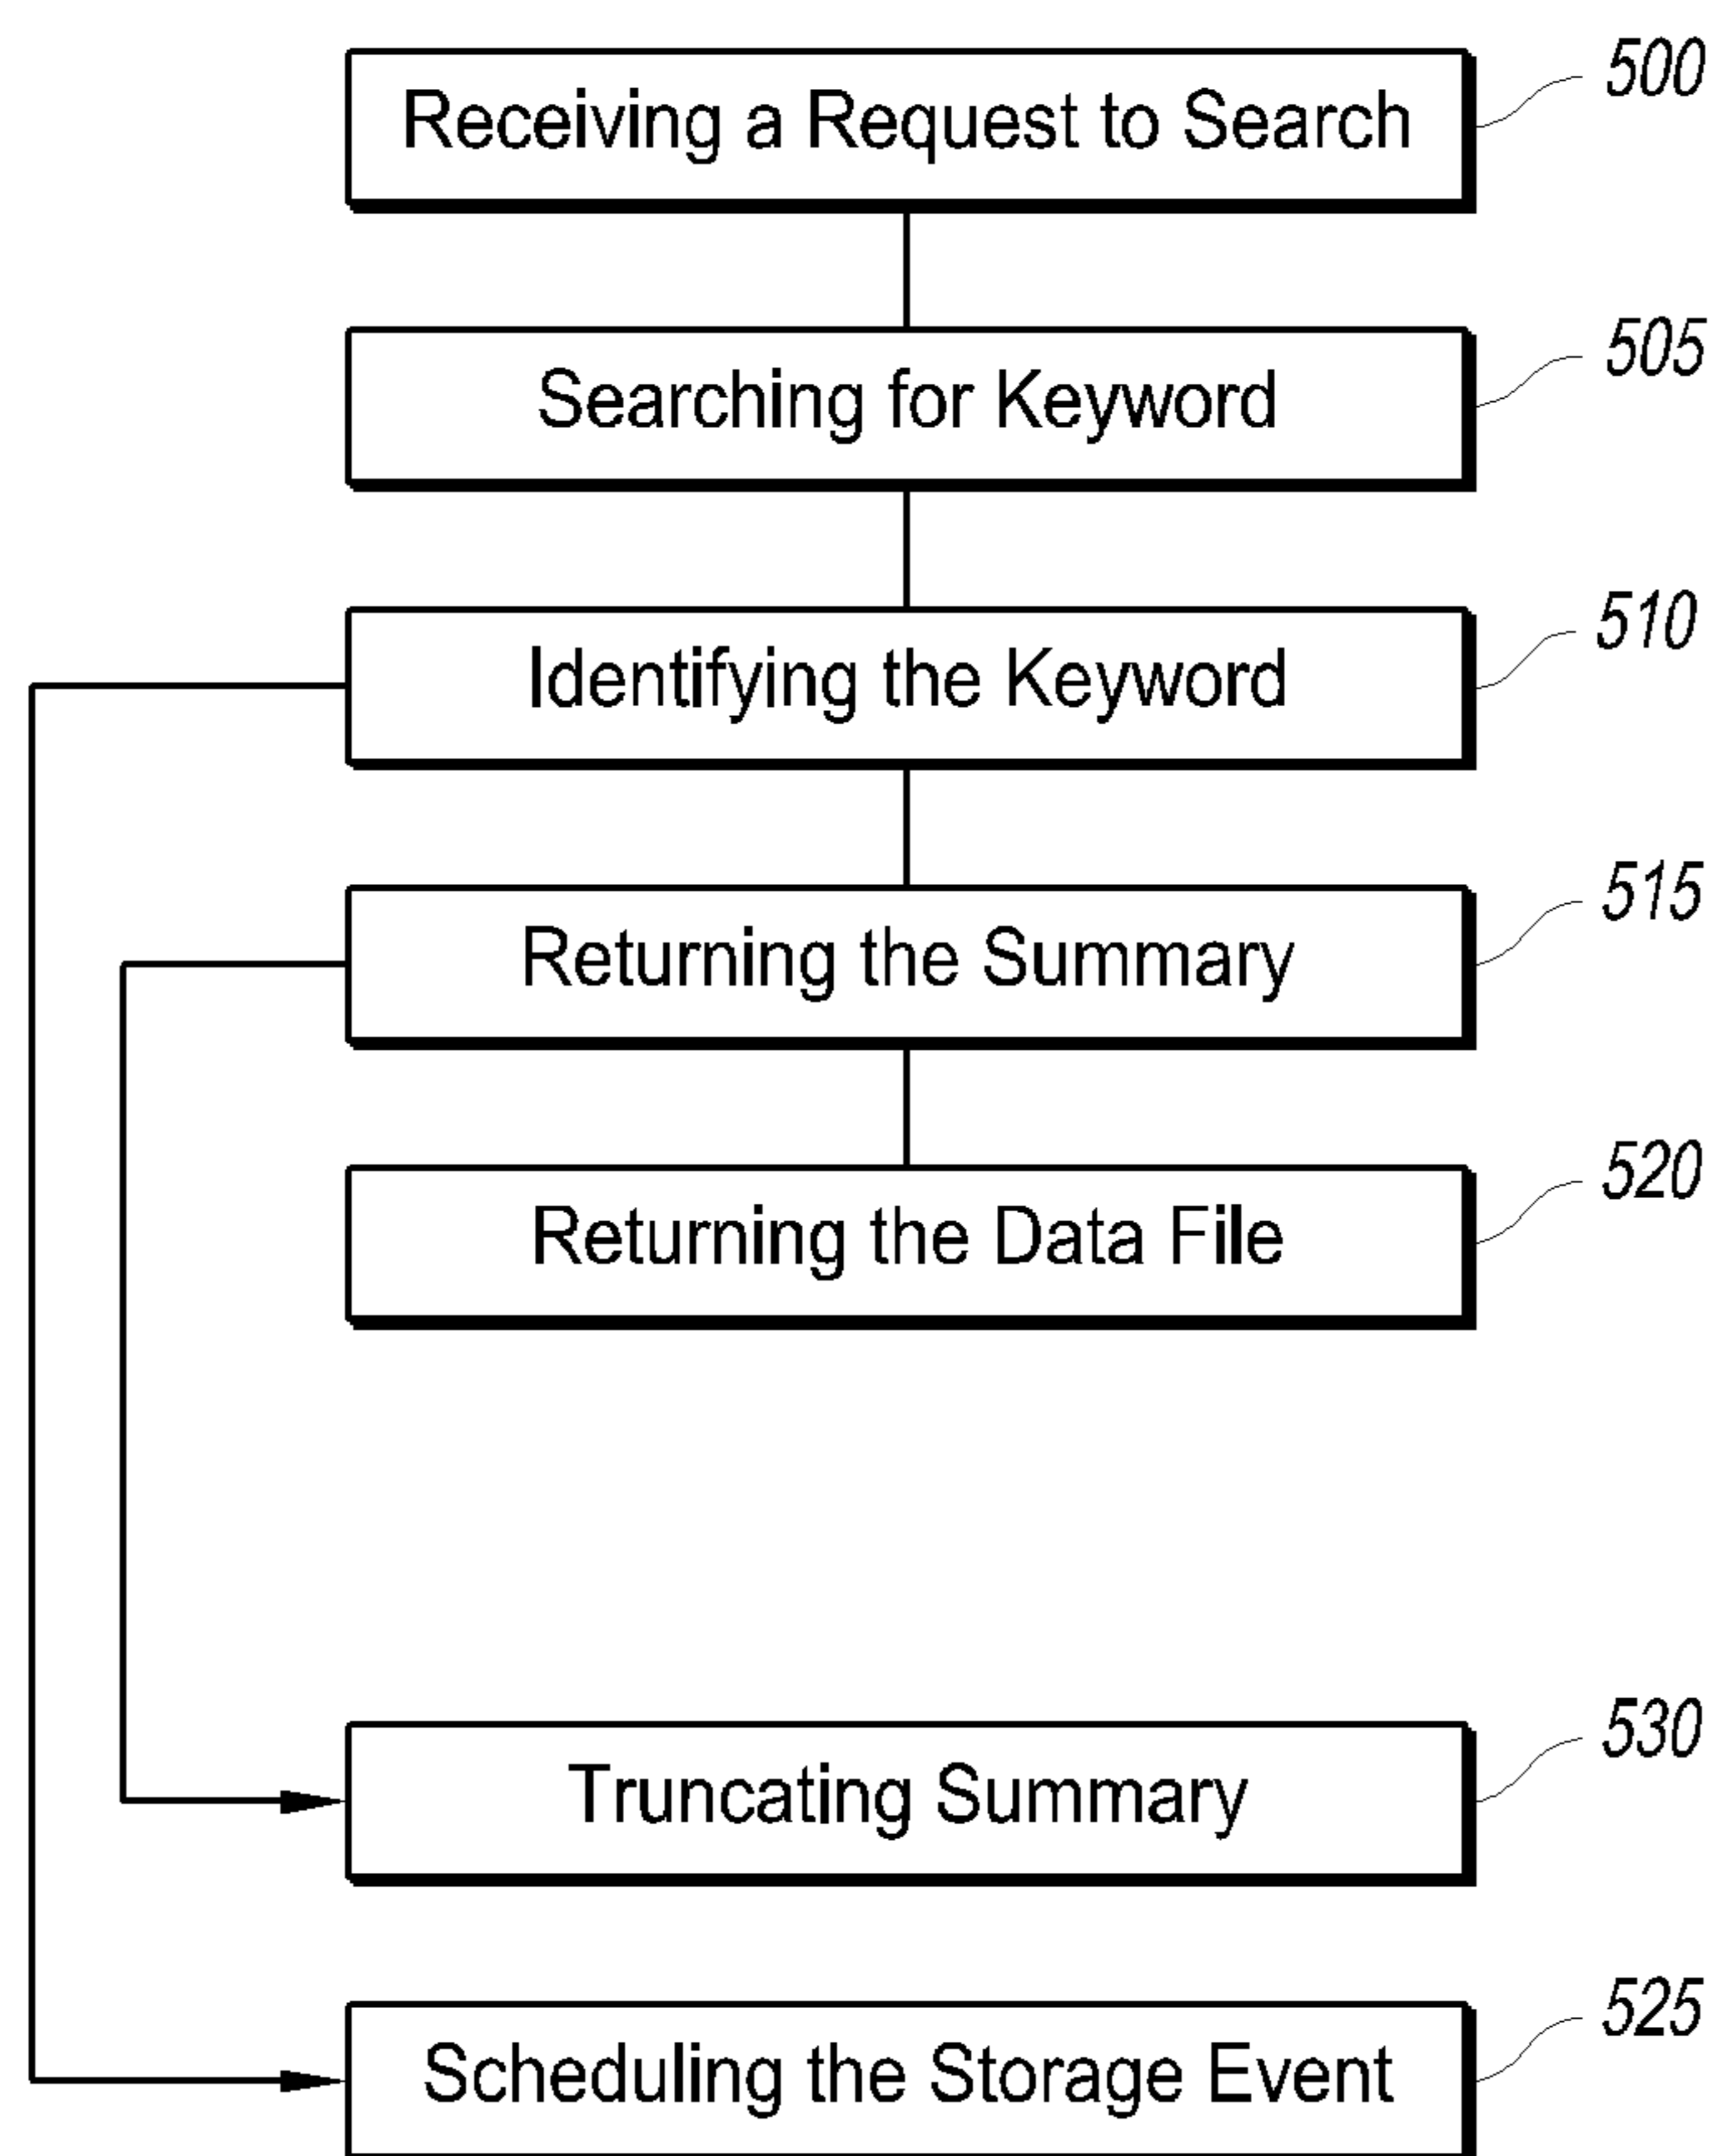 Receiving a Request to Search 500
Searching for Keyword 505
Identifying the Keyword 510
Returning the Summary 515
Returning the Data File 520
Truncating Summary 530
Scheduling the Storage Event 525